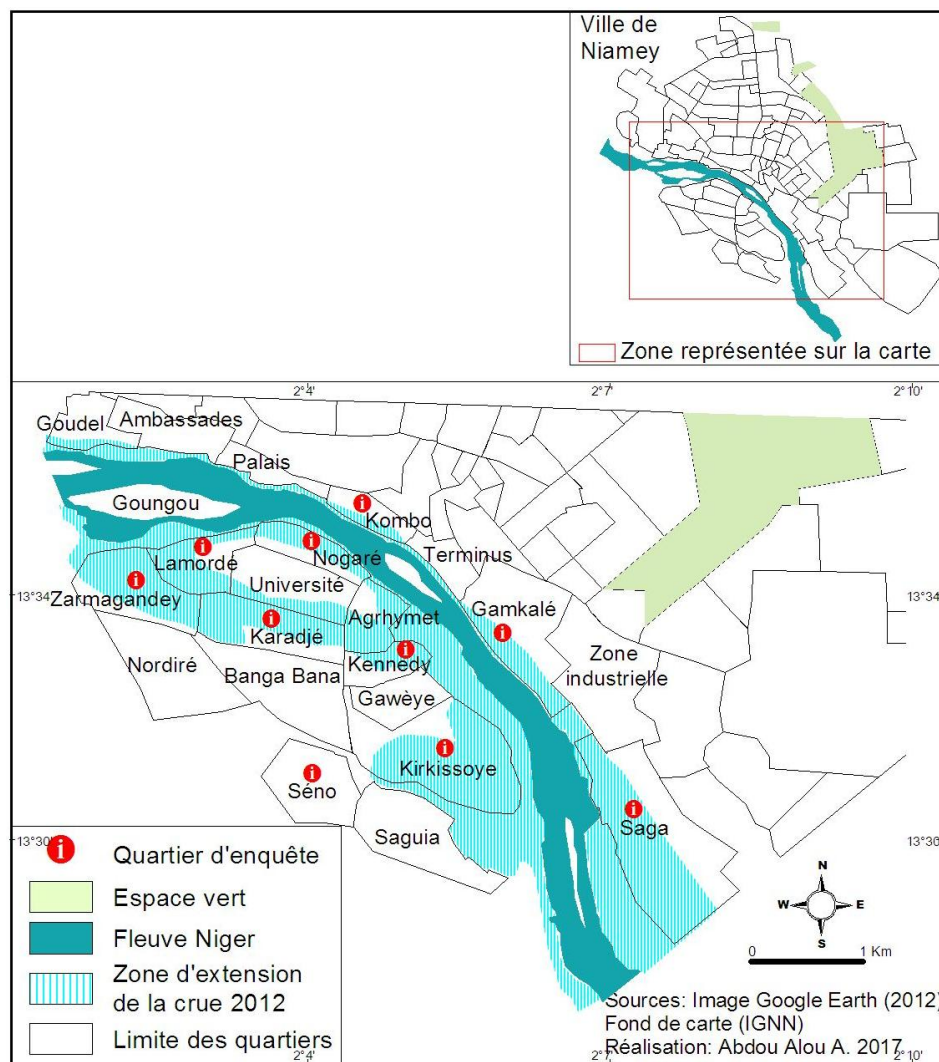 Ville de
Niamey
Zone représentée sur la carte
2°4'
2°7'
2°10'
Goudel
Ambassades
Palais
Goungou
i
Kombo
i
Lamordé
i
Nogaré
Terminus
Université
13°34'
13°34'
i
Zarmagandey
Agrhymet
Gamkalé
i
i
Karadjé
i
Kennedy
Zone
industrielle
Nordiré
Banga Bana
Gawèye
i
Kirkissoye
i
Séno
i
Saga
Saguia
13°30'
13°30'
i
Quartier d'enquête
Espace vert
Fleuve Niger
Zone d'extension
de la crue 2012
Limite des quartiers
N
W
E
S
0
1 Km
Sources: Image Google Earth (2012)
Fond de carte (IGNN)
Réalisation: Abdou Alou A. 2017
2°4'
2°7'
2°10'